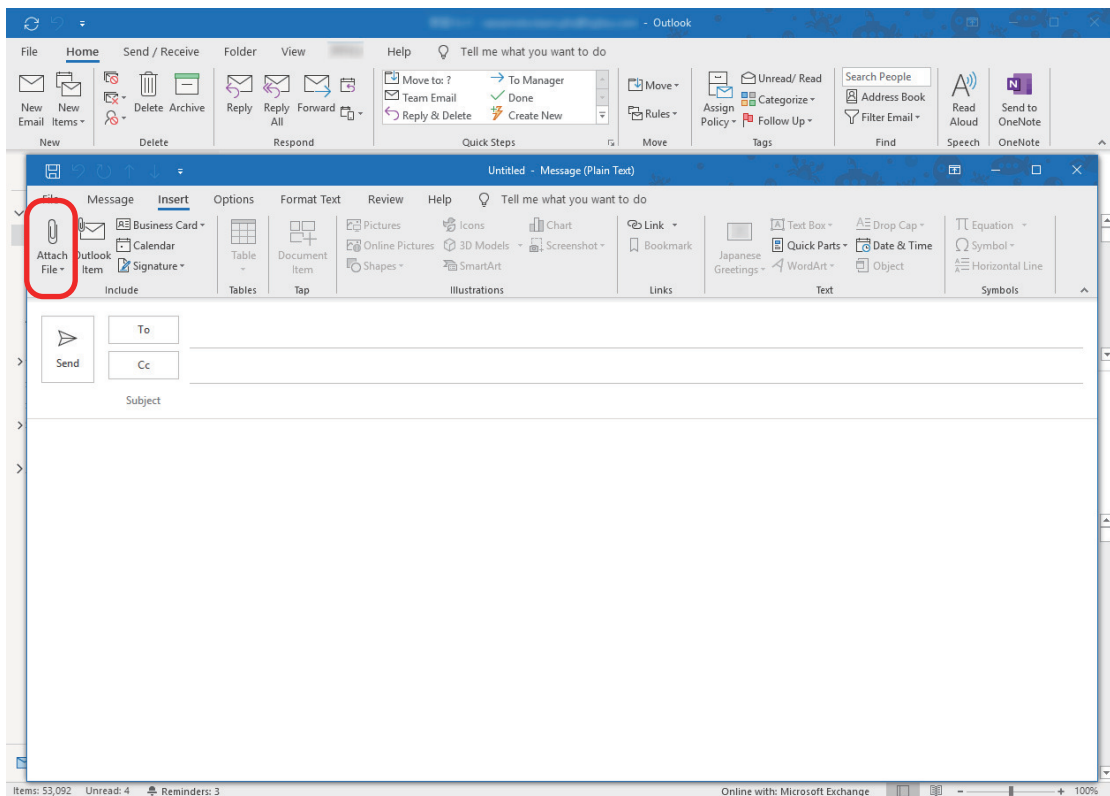 - Outlook
File Home Send / Receive Folder View Help Tell me what you want to do
New Email
New Items
Delete Archive
Reply Reply All Forward
Move to: ? To Manager
Team Email Done
Reply & Delete Create New
Move
Rules
Assign Policy
Unread/ Read
Categorize
Follow Up
Search People
Address Book
Filter Email
Read Aloud
Send to OneNote
New Delete Respond Quick Steps Move Tags Find Speech OneNote
Untitled - Message (Plain Text)
File Message Insert Options Format Text Review Help Tell me what you want to do
Attach File
Outlook Item
Business Card
Calendar
Signature
Table
Document Item
Pictures Icons Chart
Online Pictures 3D Models Screenshot
Shapes SmartArt
Link
Bookmark
Japanese Greetings
Text Box Drop Cap
Quick Parts Date & Time
WordArt Object
Equation
Symbol
Horizontal Line
Include Tables Tap Illustrations Links Text Symbols
Send
To
Cc
Subject
Items: 53,092 Unread: 4 Reminders: 3 Online with: Microsoft Exchange - + 100%